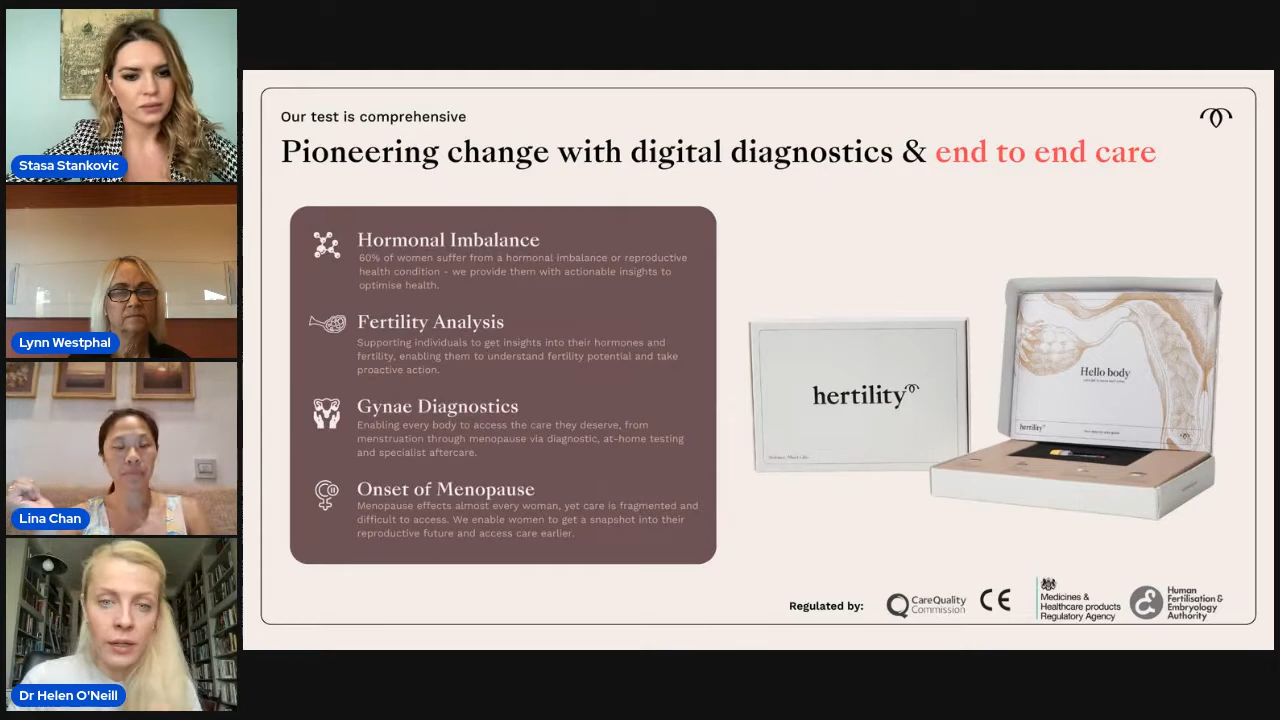 Stasa Stankovic
Lynn Westphal
Lina Chan
Dr Helen O'Neill
Our test is comprehensive
Pioneering change with digital diagnostics & end to end care
Hormonal Imbalance
60% of women suffer from a hormonal imbalance or reproductive
health condition - we provide them with actionable insights to
optimise health.
Fertility Analysis
Supporting individuals to get insights into their hormones and
fertility, enabling them to understand fertility potential and take
proactive action.
Gynae Diagnostics
Enabling every body to access the care they deserve, from
menstruation through menopause via diagnostic, at-home testing
and specialist aftercare.
Onset of Menopause
Menopause effects almost every woman, yet care is fragmented and
difficult to access. We enable women to get a snapshot into their
reproductive future and access care earlier.
hertility
Hello body
hertility
Regulated by:
CareQuality
Commission
CE
Medicines &
Healthcare products
Regulatory Agency
Human
Fertilisation &
Embryology
Authority